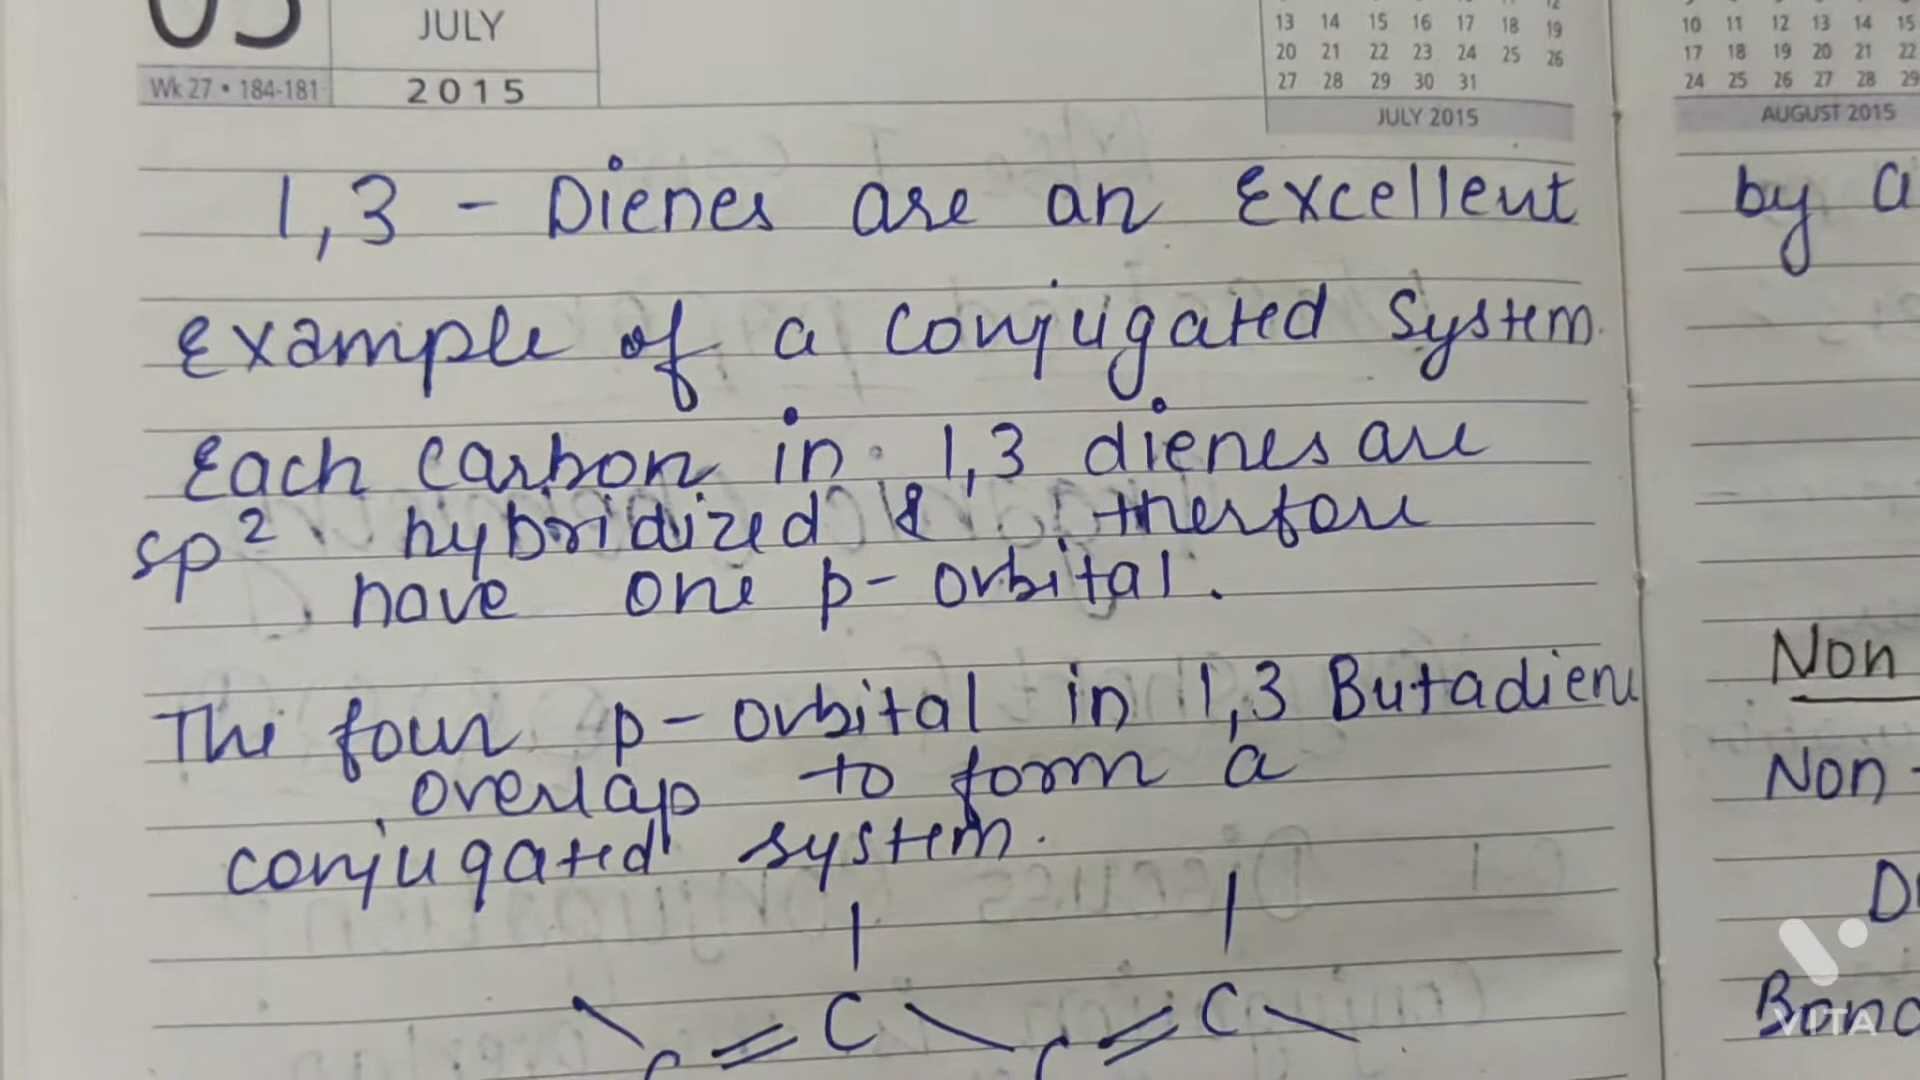 03
JULY
Wk 27 • 184-181
2015
13 14 15 16 17 18 19
20 21 22 23 24 25 26
27 28 29 30 31
JULY 2015
10 11 12 13 14 15
17 18 19 20 21 22
24 25 26 27 28 29
AUGUST 2015
1,3 - Dienes are an Excellent
Example of a conjugated System.
Each carbon in 1,3 dienes are
sp² hybridized & therfore
have one p-orbital.
The four p-orbital in 1,3 Butadiene
overlap to form a
conjugated system.
C C
C C
by a
Non
Non -
Bond
VITA